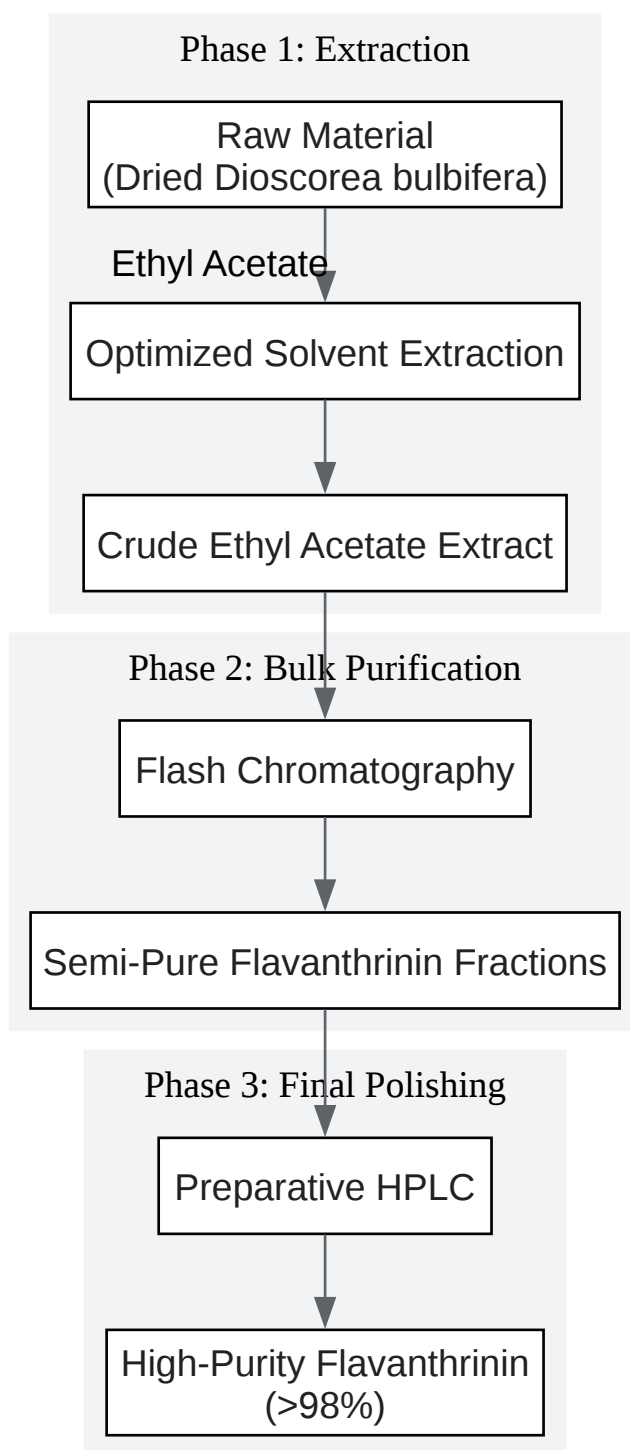 Phase 1: Extraction
Raw Material
(Dried Dioscorea bulbifera)
Ethyl Acetate
Optimized Solvent Extraction
Crude Ethyl Acetate Extract
Phase 2: Bulk Purification
Flash Chromatography
Semi-Pure Flavanthrinin Fractions
Phase 3: Final Polishing
Preparative HPLC
High-Purity Flavanthrinin
(>98%)